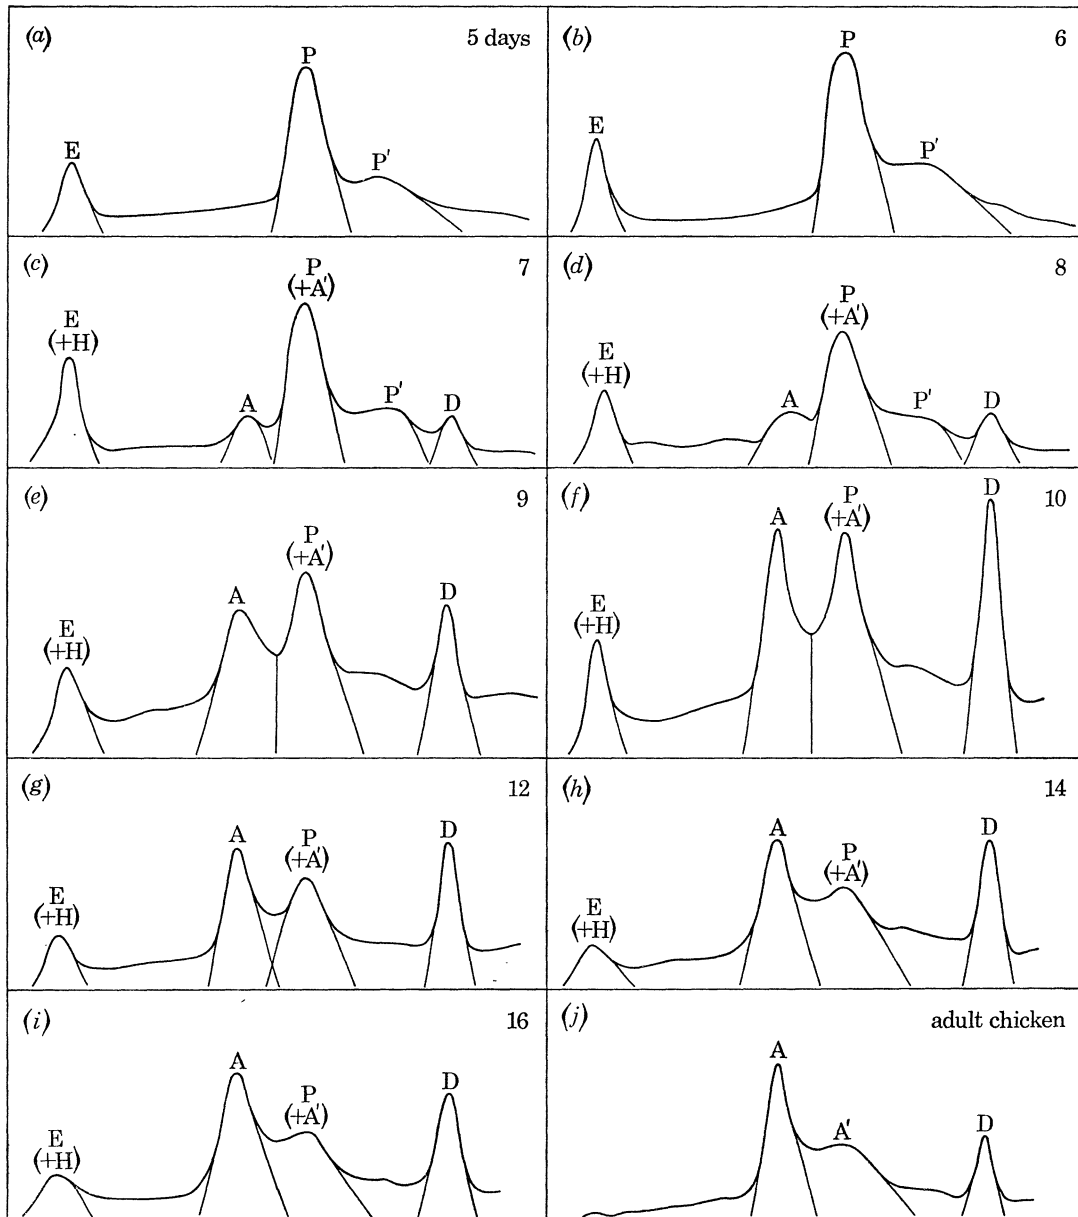 (a) 5 days
P
E
P'
(b) 6
P
E
P'
(c) 7
P
(+A')
E
(+H)
A P' D
(d) 8
P
(+A')
E
(+H)
A P' D
(e) 9
P
(+A')
A D
E
(+H)
(f) 10
D
P
A (+A')
E
(+H)
(g) 12
A P D
(+A')
E
(+H)
(h) 14
A D
P
(+A')
E
(+H)
(i) 16
A
D
P
(+A')
E
(+H)
(j) adult chicken
A
A' D